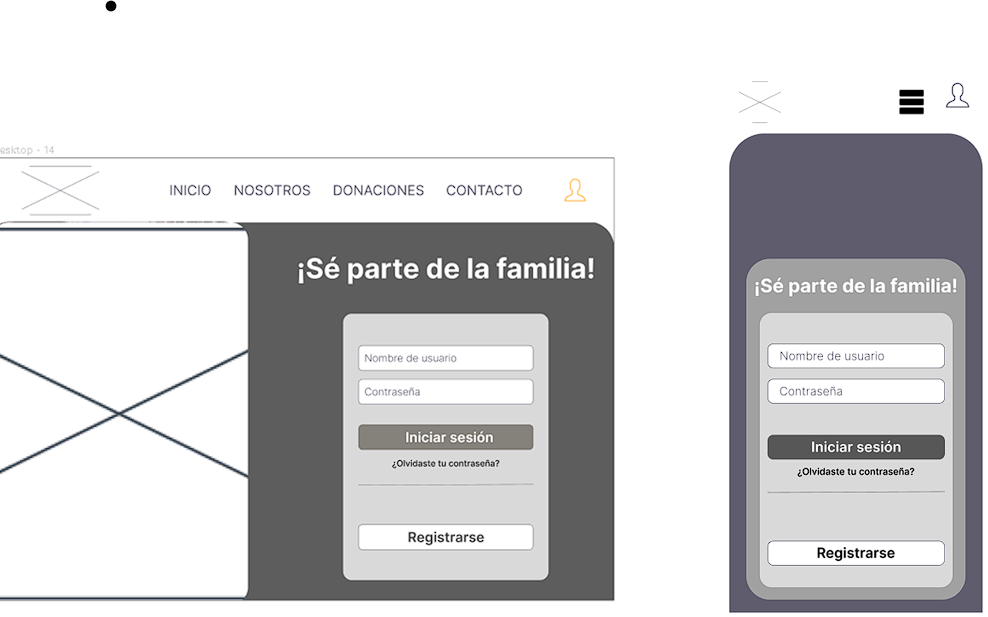 esktop - 14
INICIO NOSOTROS DONACIONES CONTACTO
¡Sé parte de la familia!
Nombre de usuario
Contraseña
Iniciar sesión
¿Olvidaste tu contraseña?
Registrarse
¡Sé parte de la familia!
Nombre de usuario
Contraseña
Iniciar sesión
¿Olvidaste tu contraseña?
Registrarse